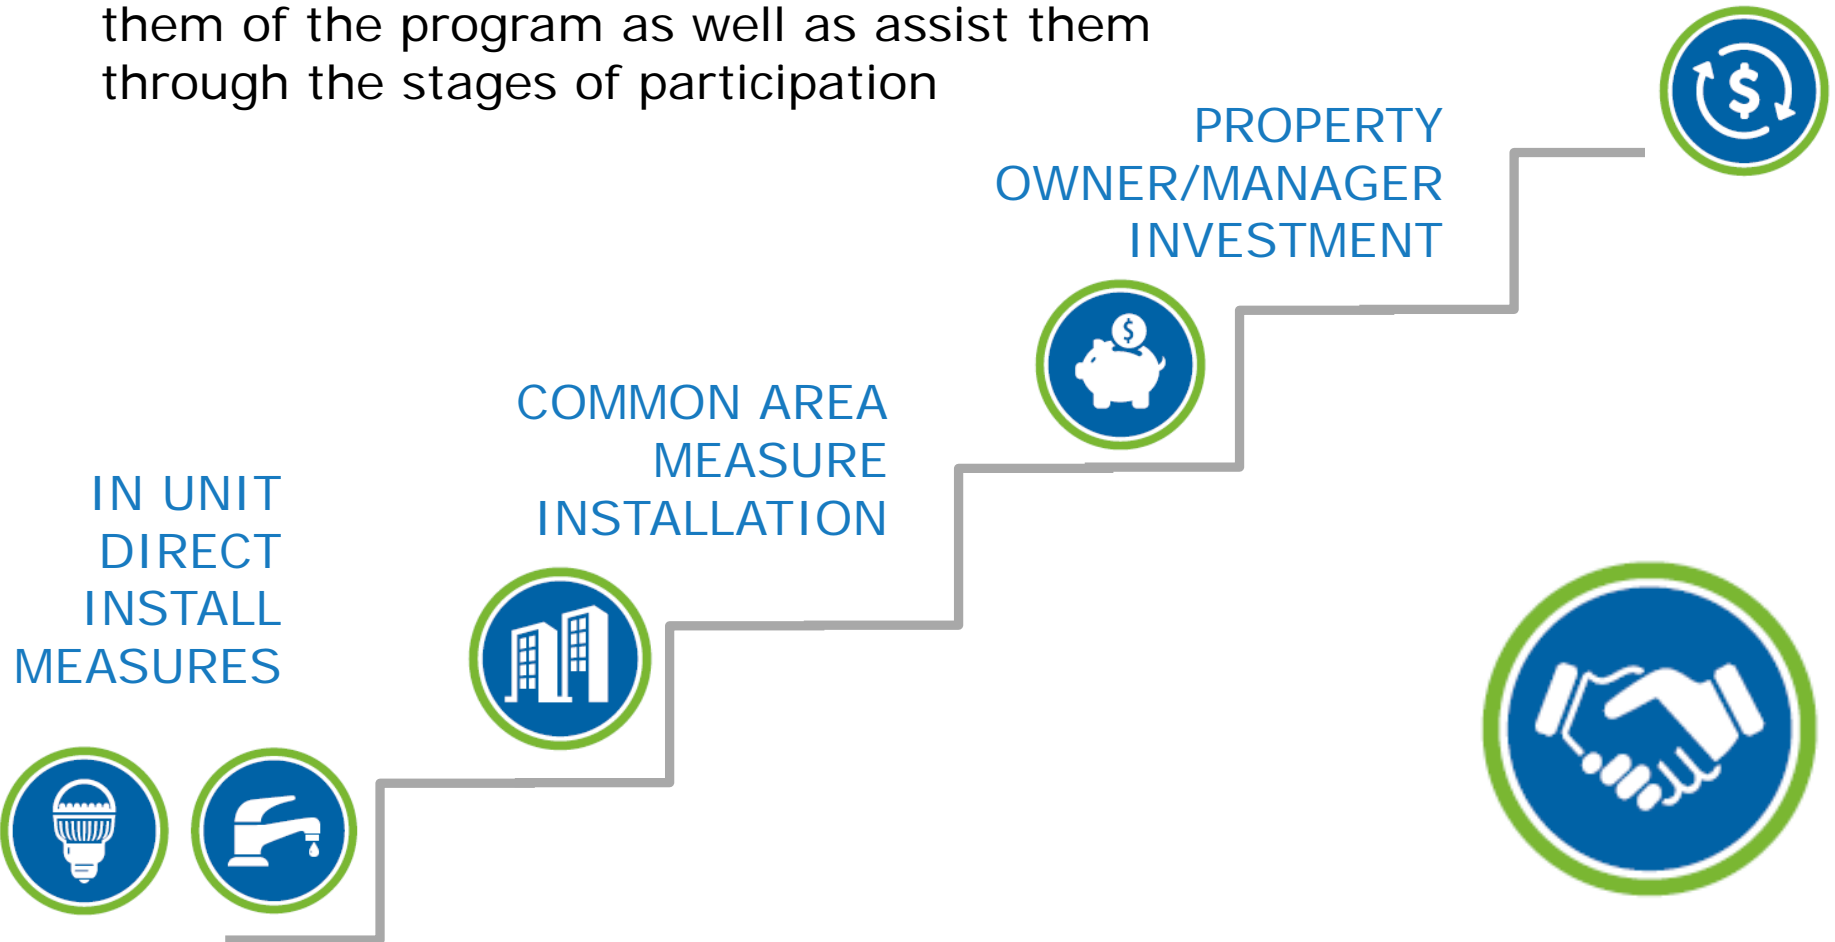 them of the program as well as assist them
through the stages of participation
PROPERTY
OWNER/MANAGER
INVESTMENT
$
$
COMMON AREA
MEASURE
INSTALLATION
IN UNIT
DIRECT
INSTALL
MEASURES